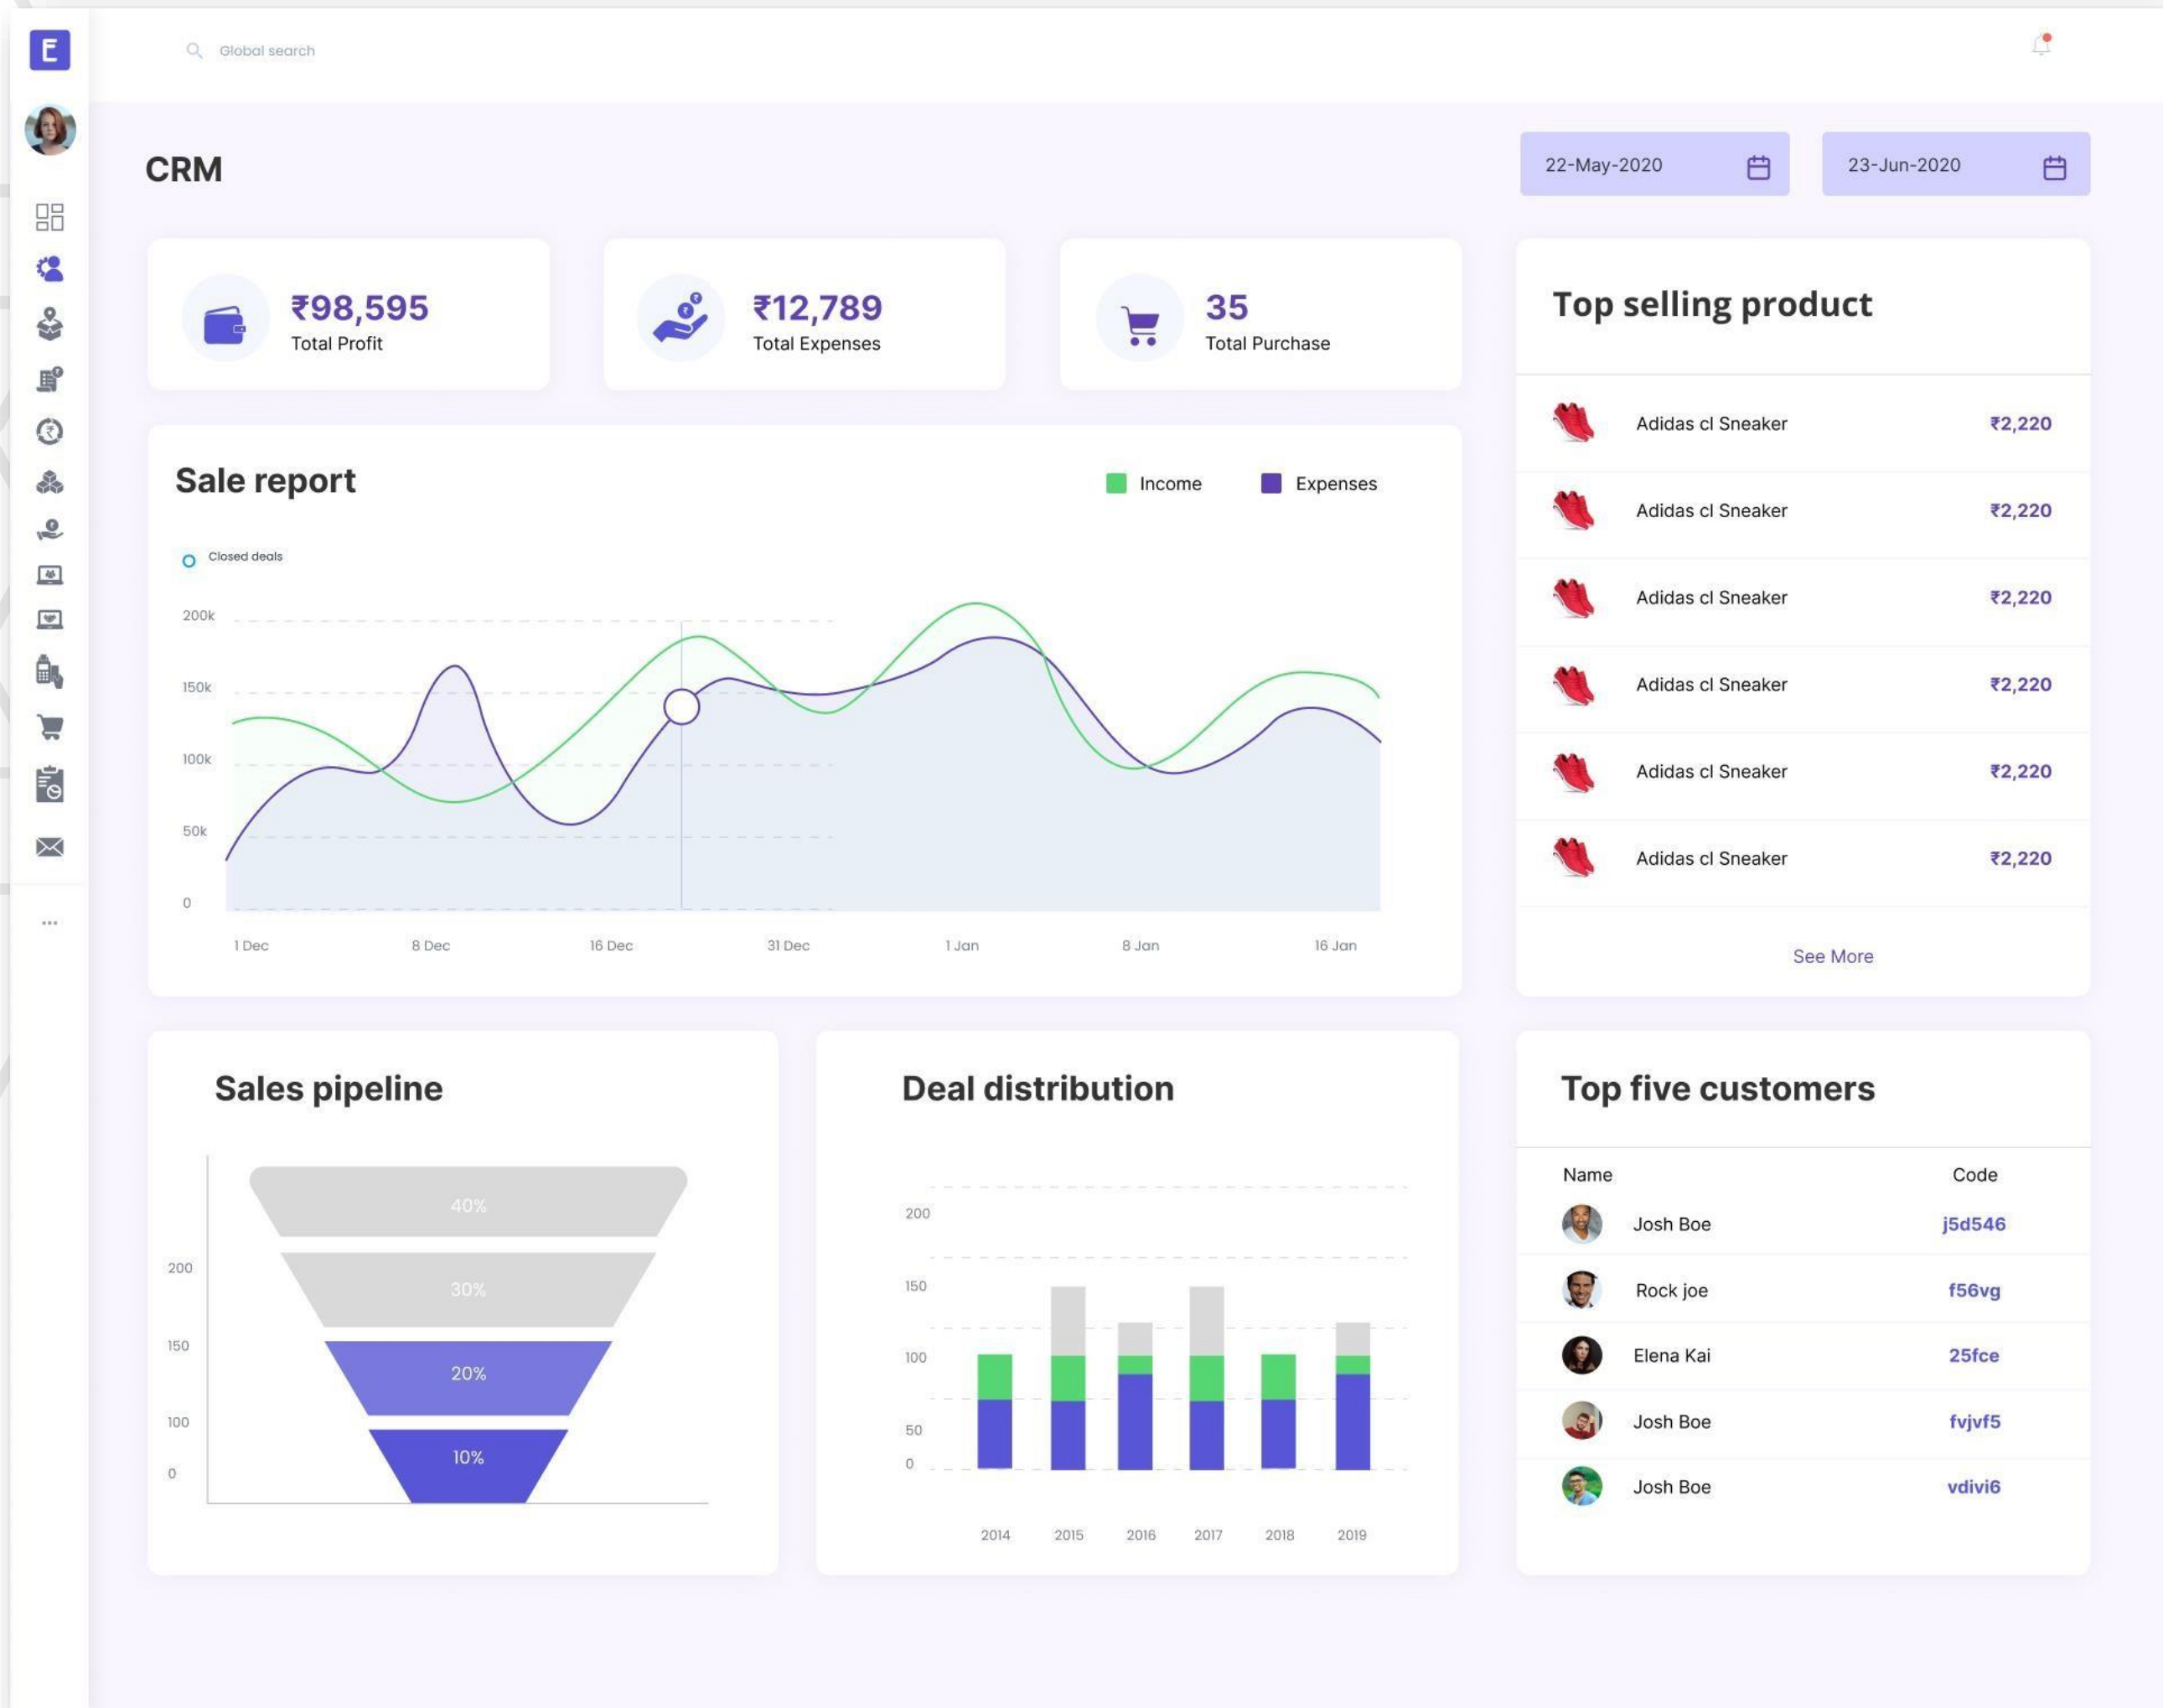 E
Global search
CRM
22-May-2020
23-Jun-2020
₹98,595
Total Profit
₹12,789
Total Expenses
35
Total Purchase
Sale report
Income
Expenses
Closed deals
200k
150k
100k
50k
0
1 Dec
8 Dec
16 Dec
31 Dec
1 Jan
8 Jan
16 Jan
Top selling product
Adidas cl Sneaker ₹2,220
Adidas cl Sneaker ₹2,220
Adidas cl Sneaker ₹2,220
Adidas cl Sneaker ₹2,220
Adidas cl Sneaker ₹2,220
Adidas cl Sneaker ₹2,220
See More
Sales pipeline
40%
30%
20%
10%
200
150
100
0
Deal distribution
200
150
100
50
0
2014
2015
2016
2017
2018
2019
Top five customers
Name Code
Josh Boe j5d546
Rock joe f56vg
Elena Kai 25fce
Josh Boe fvjvf5
Josh Boe vdivi6